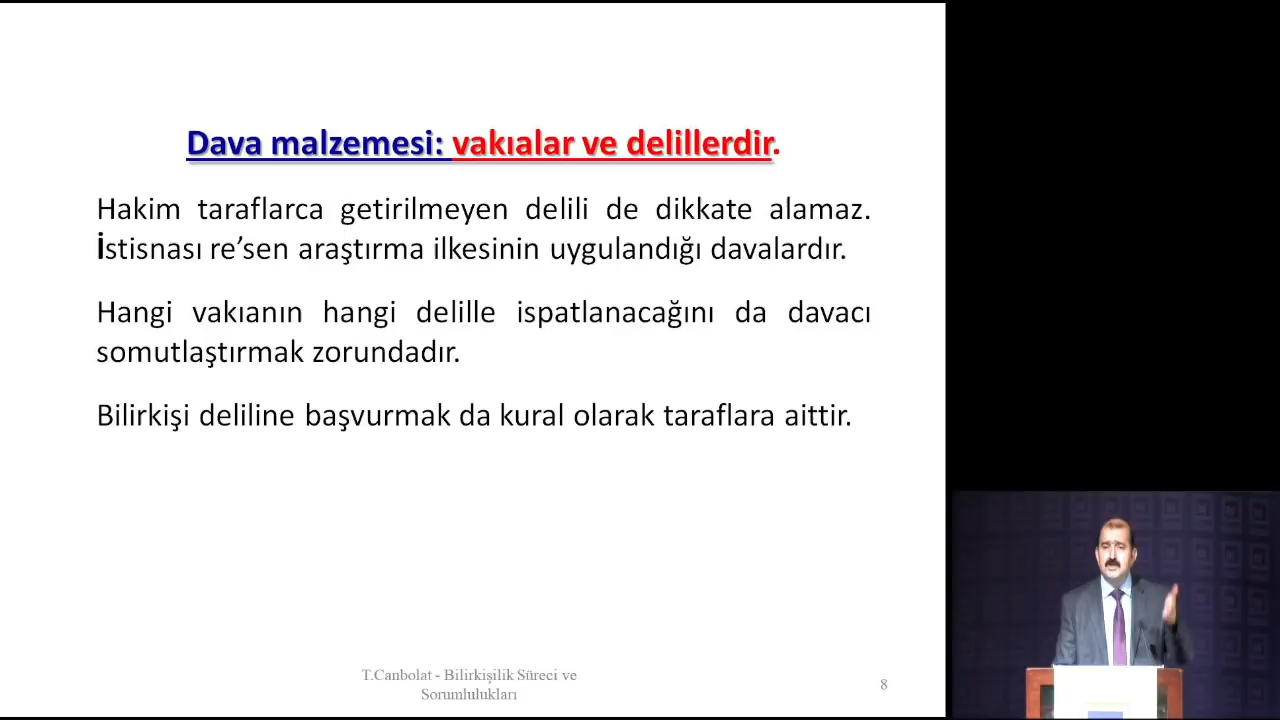 Dava malzemesi: vakıalar ve delillerdir.
Hakim taraflarca getirilmeyen delili de dikkate alamaz.
İstisnası re’sen araştırma ilkesinin uygulandığı davalardır.
Hangi vakıanın hangi delille ispatlanacağını da davacı
somutlaştırmak zorundadır.
Bilirkişi deliline başvurmak da kural olarak taraflara aittir.
T.Canbolat - Bilirkişilik Süreci ve
Sorumlulukları
8